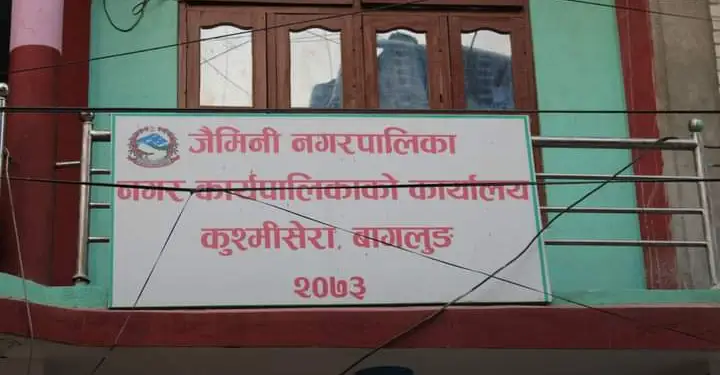 जैमिनी नगरपालिका
नगर कार्यपालिकाको कार्यालय
कुश्मीसेरा, बागलुङ
२०७३